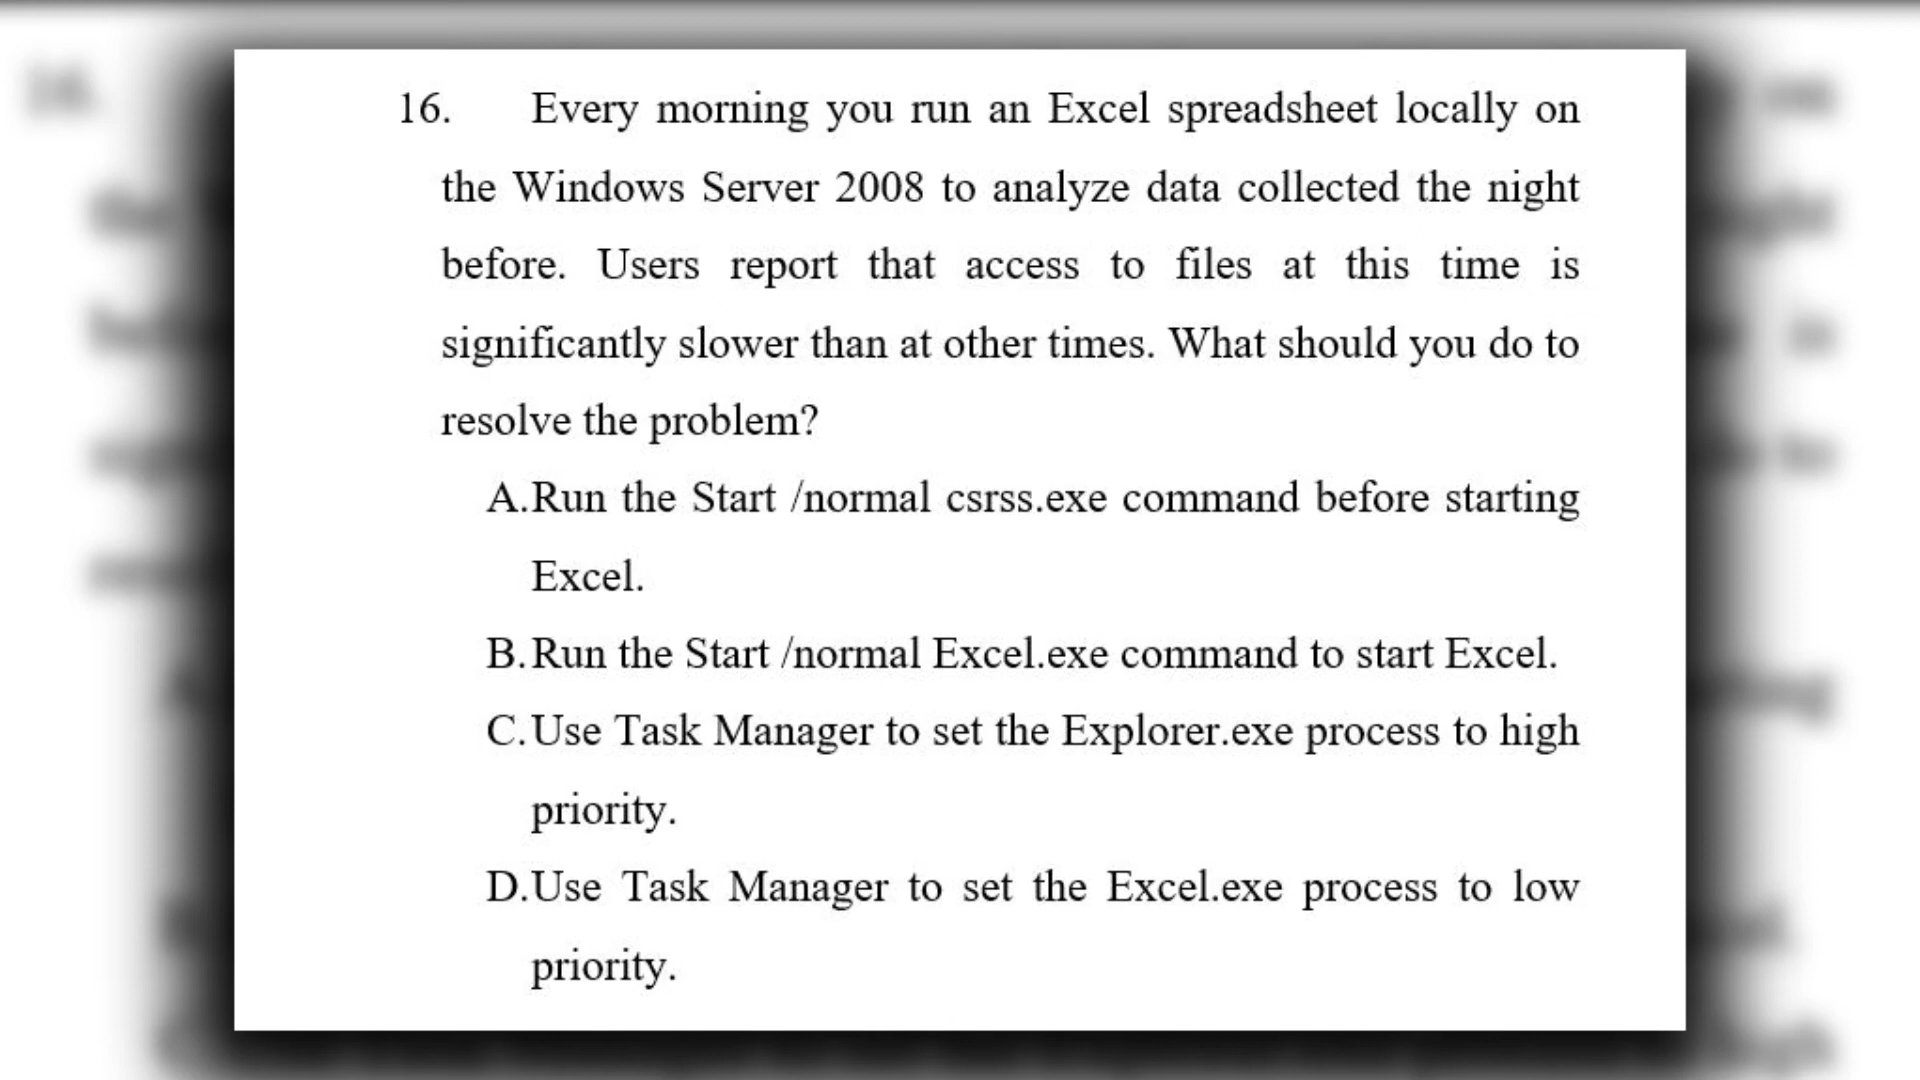 16. Every morning you run an Excel spreadsheet locally on
the Windows Server 2008 to analyze data collected the night
before. Users report that access to files at this time is
significantly slower than at other times. What should you do to
resolve the problem?
A.Run the Start /normal csrss.exe command before starting
Excel.
B.Run the Start /normal Excel.exe command to start Excel.
C.Use Task Manager to set the Explorer.exe process to high
priority.
D.Use Task Manager to set the Excel.exe process to low
priority.